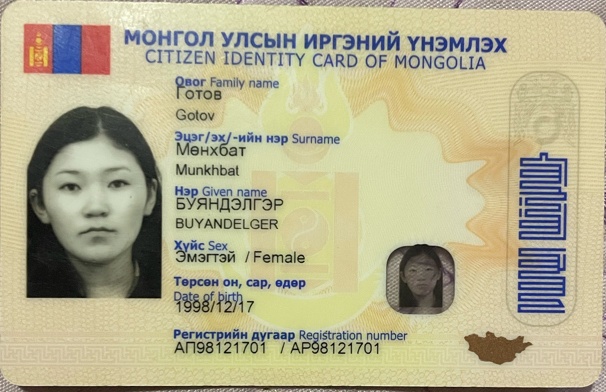 МОНГОЛ УЛСЫН ИРГЭНИЙ ҮНЭМЛЭХ
CITIZEN IDENTITY CARD OF MONGOLIA
Овог Family name
Готов
Gotov
Эцэг/эх/-ийн нэр Surname
Мөнхбат
Munkhbat
Нэр Given name
БУЯНДЭЛГЭР
BUYANDELGER
Хүйс Sex
Эмэгтэй / Female
Төрсөн он, сар, өдөр
Date of birth
1998/12/17
Регистрийн дугаар Registration number
АП98121701 / AP98121701